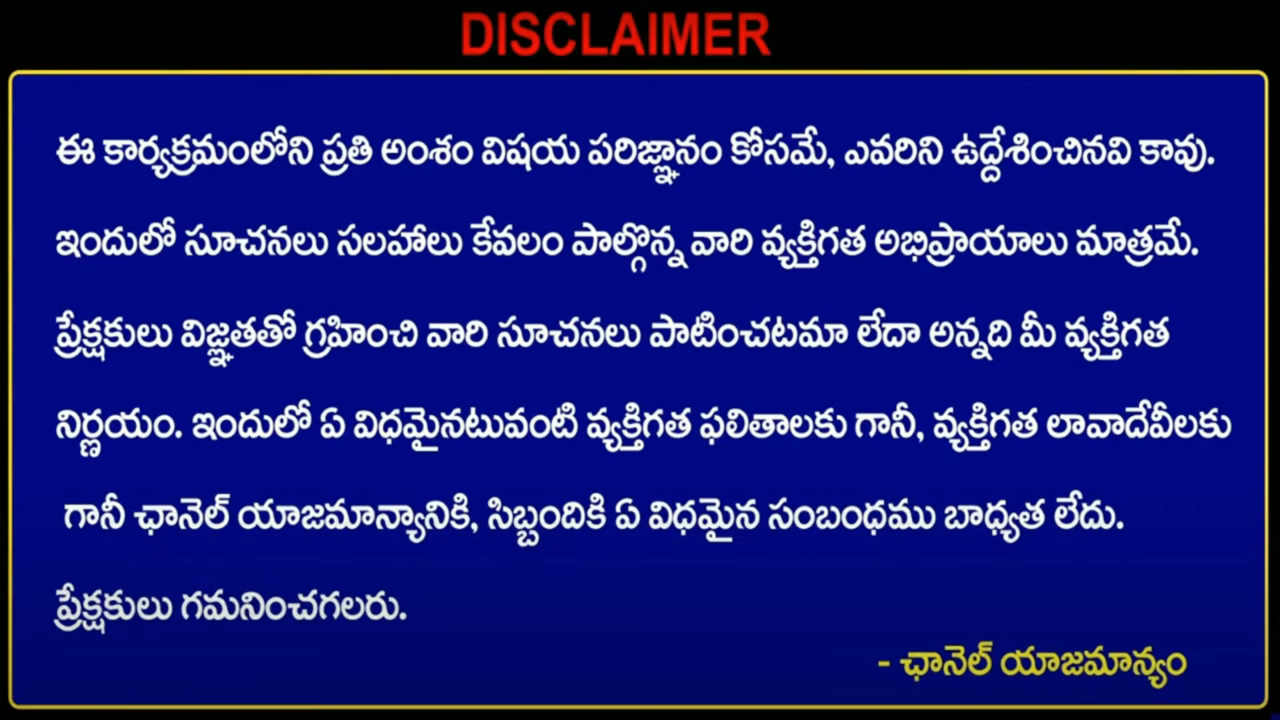 DISCLAIMER
ఈ కార్యక్రమంలోని ప్రతి అంశం విషయ పరిజ్ఞానం కోసమే, ఎవరిని ఉద్దేశించినవి కావు.
ఇందులో సూచనలు సలహాలు కేవలం పాల్గొన్న వారి వ్యక్తిగత అభిప్రాయాలు మాత్రమే.
ప్రేక్షకులు విజ్ఞతతో గ్రహించి వారి సూచనలు పాటించటమా లేదా అన్నది మీ వ్యక్తిగత
నిర్ణయం. ఇందులో ఏ విధమైనటువంటి వ్యక్తిగత ఫలితాలకు గానీ, వ్యక్తిగత లావాదేవీలకు
గానీ ఛానెల్ యాజమాన్యానికి, సిబ్బందికి ఏ విధమైన సంబంధము బాధ్యత లేదు.
ప్రేక్షకులు గమనించగలరు.
- ఛానెల్ యాజమాన్యం